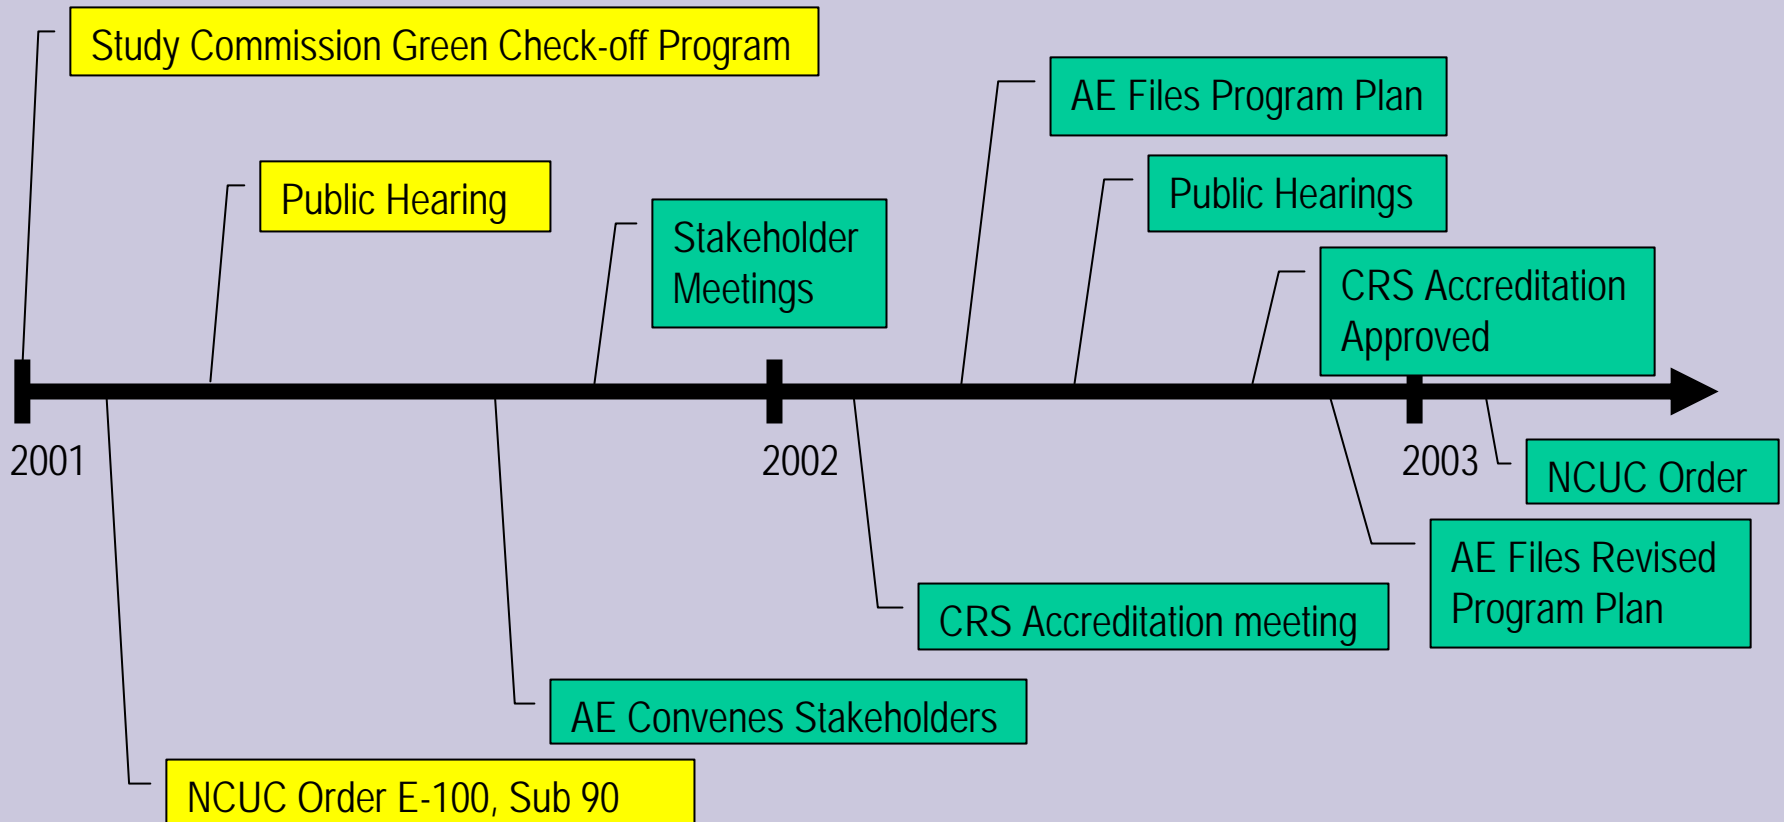 Study Commission Green Check-off Program
AE Files Program Plan
Public Hearing
Public Hearings
Stakeholder
Meetings
CRS Accreditation
Approved
2001
2002
2003
NCUC Order
AE Files Revised
Program Plan
CRS Accreditation meeting
AE Convenes Stakeholders
NCUC Order E-100, Sub 90